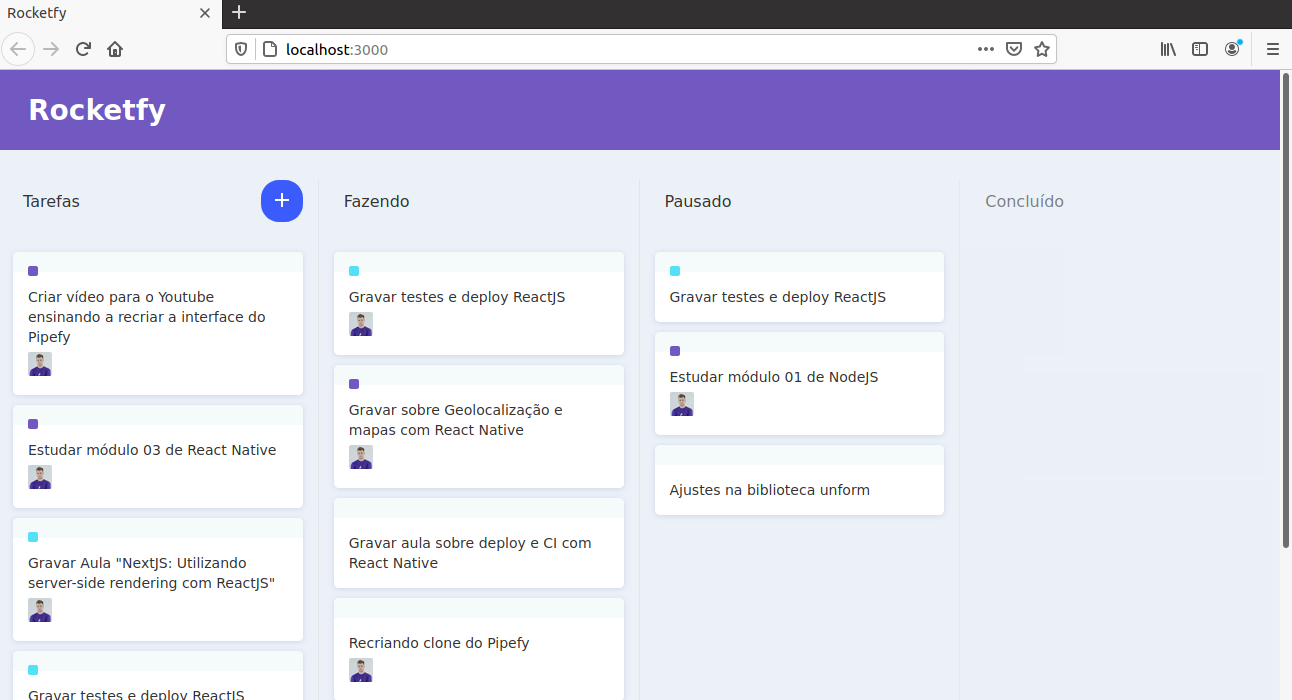 Rocketfy
localhost:3000
Rocketfy
Tarefas
Criar vídeo para o Youtube
ensinando a recriar a interface do
Pipefy
Estudar módulo 03 de React Native
Gravar Aula "NextJS: Utilizando
server-side rendering com ReactJS"
Gravar testes e deploy ReactJS
Fazendo
Gravar testes e deploy ReactJS
Gravar sobre Geolocalização e
mapas com React Native
Gravar aula sobre deploy e CI com
React Native
Recriando clone do Pipefy
Pausado
Gravar testes e deploy ReactJS
Estudar módulo 01 de NodeJS
Ajustes na biblioteca unform
Concluído